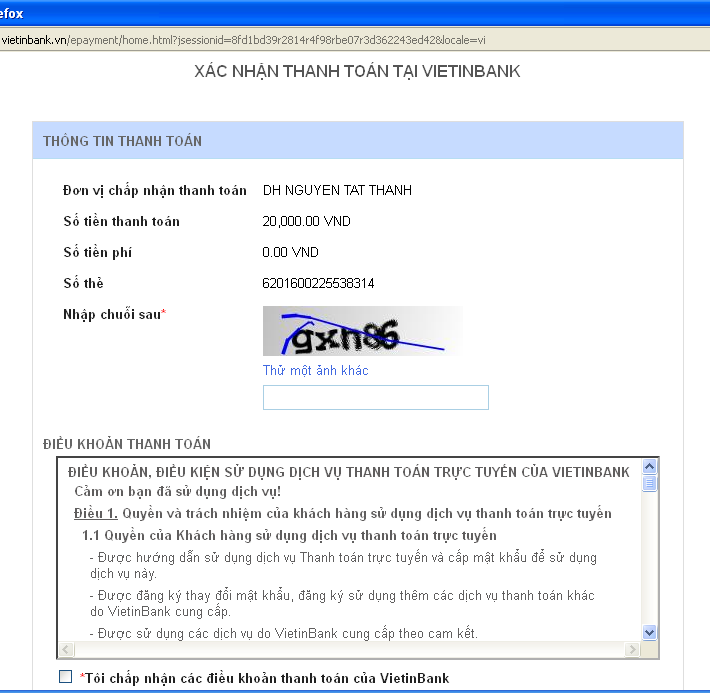 efox
vietinbank.vn/epayment/home.html?jsessionid=8fd1bd39r2814r4f98rbe07r3d362243ed42&locale=vi
XÁC NHẬN THANH TOÁN TẠI VIETINBANK
THÔNG TIN THANH TOÁN
Đơn vị chấp nhận thanh toán DH NGUYEN TAT THANH
Số tiền thanh toán 20,000.00 VND
Số tiền phí 0.00 VND
Số thẻ 6201600225538314
Nhập chuỗi sau*
gxn86
Thử một ảnh khác
ĐIỀU KHOẢN THANH TOÁN
ĐIỀU KHOẢN, ĐIỀU KIỆN SỬ DỤNG DỊCH VỤ THANH TOÁN TRỰC TUYẾN CỦA VIETINBANK
Cảm ơn bạn đã sử dụng dịch vụ!
Điều 1. Quyền và trách nhiệm của khách hàng sử dụng dịch vụ thanh toán trực tuyến
1.1 Quyền của Khách hàng sử dụng dịch vụ thanh toán trực tuyến
- Được hướng dẫn sử dụng dịch vụ Thanh toán trực tuyến và cấp mật khẩu để sử dụng
dịch vụ này.
- Được đăng ký thay đổi mật khẩu, đăng ký sử dụng thêm các dịch vụ thanh toán khác
do VietinBank cung cấp.
- Được sử dụng các dịch vụ do VietinBank cung cấp theo cam kết.
*Tôi chấp nhận các điều khoản thanh toán của VietinBank